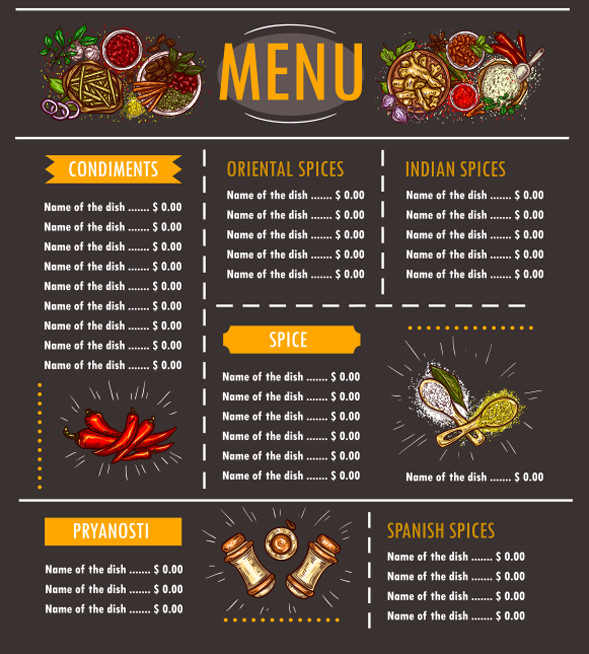 MENU
CONDIMENTS
Name of the dish ....... $ 0.00
Name of the dish ....... $ 0.00
Name of the dish ....... $ 0.00
Name of the dish ....... $ 0.00
Name of the dish ....... $ 0.00
Name of the dish ....... $ 0.00
Name of the dish ....... $ 0.00
Name of the dish ....... $ 0.00
Name of the dish ....... $ 0.00
ORIENTAL SPICES
Name of the dish ....... $ 0.00
Name of the dish ....... $ 0.00
Name of the dish ....... $ 0.00
Name of the dish ....... $ 0.00
Name of the dish ....... $ 0.00
INDIAN SPICES
Name of the dish ....... $ 0.00
Name of the dish ....... $ 0.00
Name of the dish ....... $ 0.00
Name of the dish ....... $ 0.00
Name of the dish ....... $ 0.00
SPICE
Name of the dish ....... $ 0.00
Name of the dish ....... $ 0.00
Name of the dish ....... $ 0.00
Name of the dish ....... $ 0.00
Name of the dish ....... $ 0.00
Name of the dish ....... $ 0.00
Name of the dish ....... $ 0.00
PRYANOSTI
Name of the dish ....... $ 0.00
Name of the dish ....... $ 0.00
Name of the dish ....... $ 0.00
SPANISH SPICES
Name of the dish ....... $ 0.00
Name of the dish ....... $ 0.00
Name of the dish ....... $ 0.00
Name of the dish ....... $ 0.00